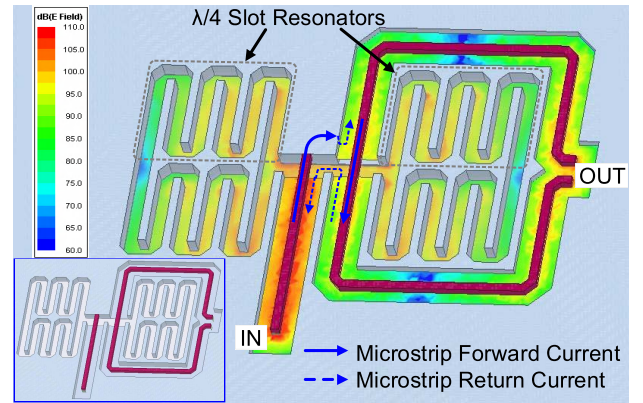 λ/4 Slot Resonators
dB(E Field)
110.0
105.0
100.0
95.0
90.0
85.0
80.0
75.0
70.0
65.0
60.0
OUT
IN
Microstrip Forward Current
Microstrip Return Current